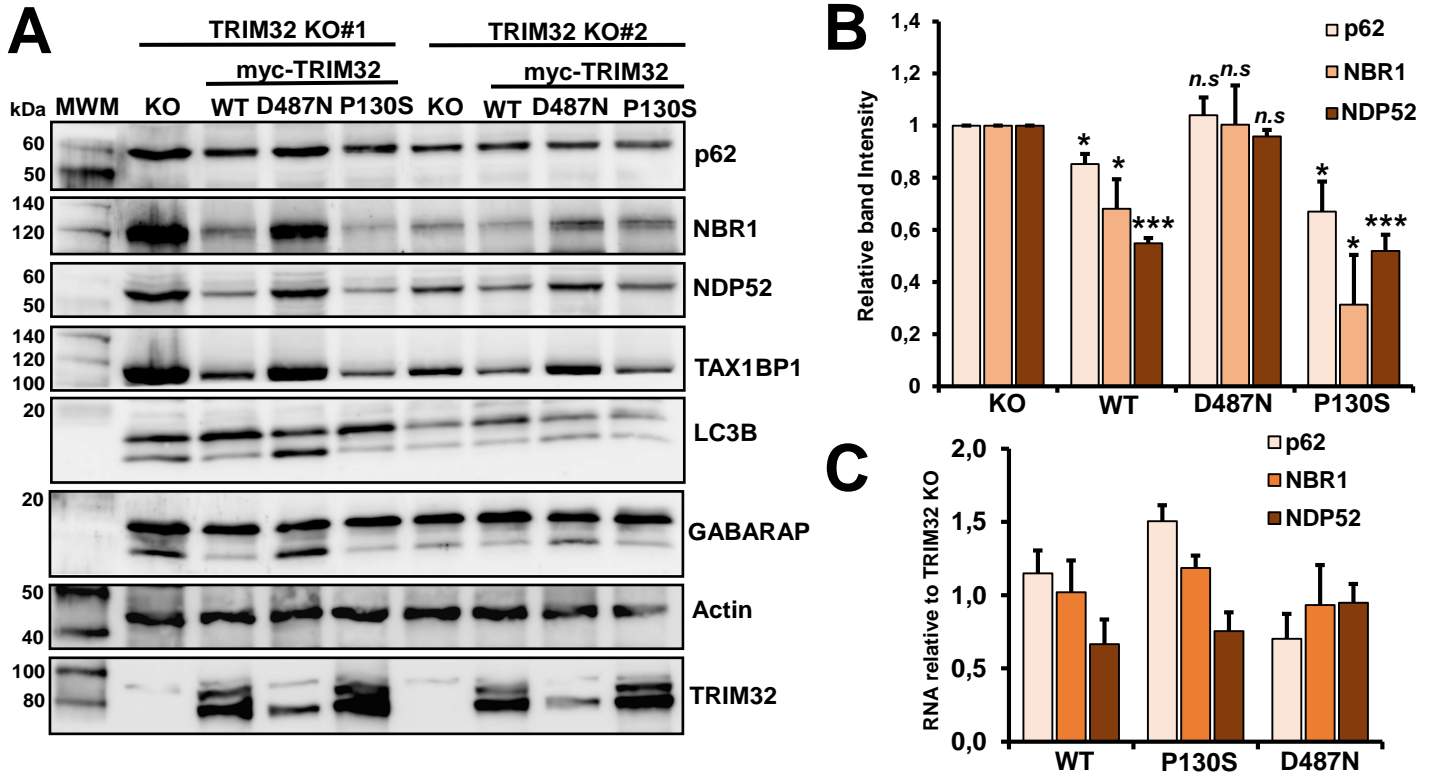 A
TRIM32 KO#1 TRIM32 KO#2
myc-TRIM32 myc-TRIM32
kDa MWM KO WT D487N P130S KO WT D487N P130S
60
50
p62
140
120
NBR1
60
50
NDP52
140
120
100
TAX1BP1
20
LC3B
20
GABARAP
50
40
Actin
100
80
TRIM32
B
Relative band Intensity
1,4
1,2
1
0,8
0,6
0,4
0,2
0
* * ***
n.s n.s n.s
* * ***
KO WT D487N P130S
p62
NBR1
NDP52
C
RNA relative to TRIM32 KO
2,0
1,5
1,0
0,5
0,0
WT P130S D487N
p62
NBR1
NDP52